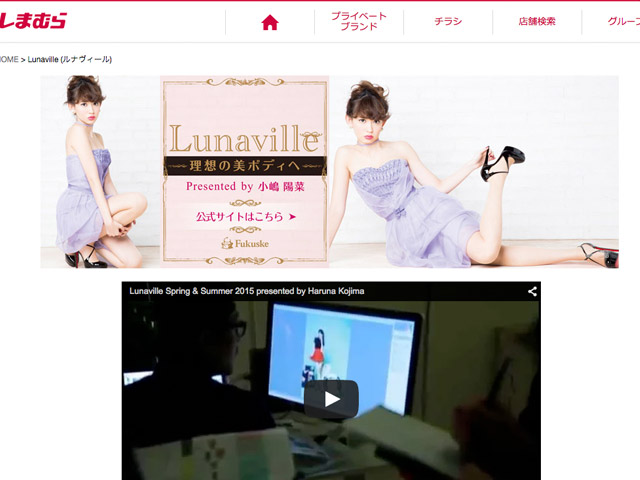 しまむら
プライベート
ブランド
チラシ
店舗検索
グループ
HOME > Lunaville (ルナヴィール)
Lunaville
理想の美ボディへ
Presented by 小嶋 陽菜
公式サイトはこちら ➤
Fukuske
Lunaville Spring & Summer 2015 presented by Haruna Kojima